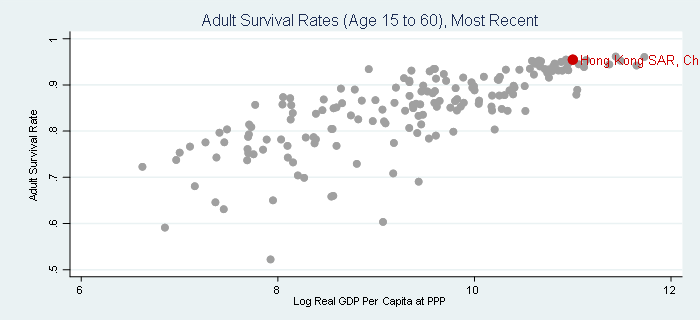 Adult Survival Rates (Age 15 to 60), Most Recent
Adult Survival Rate
1
.9
.8
.7
.6
.5
Hong Kong SAR, Ch
6
8
10
12
Log Real GDP Per Capita at PPP